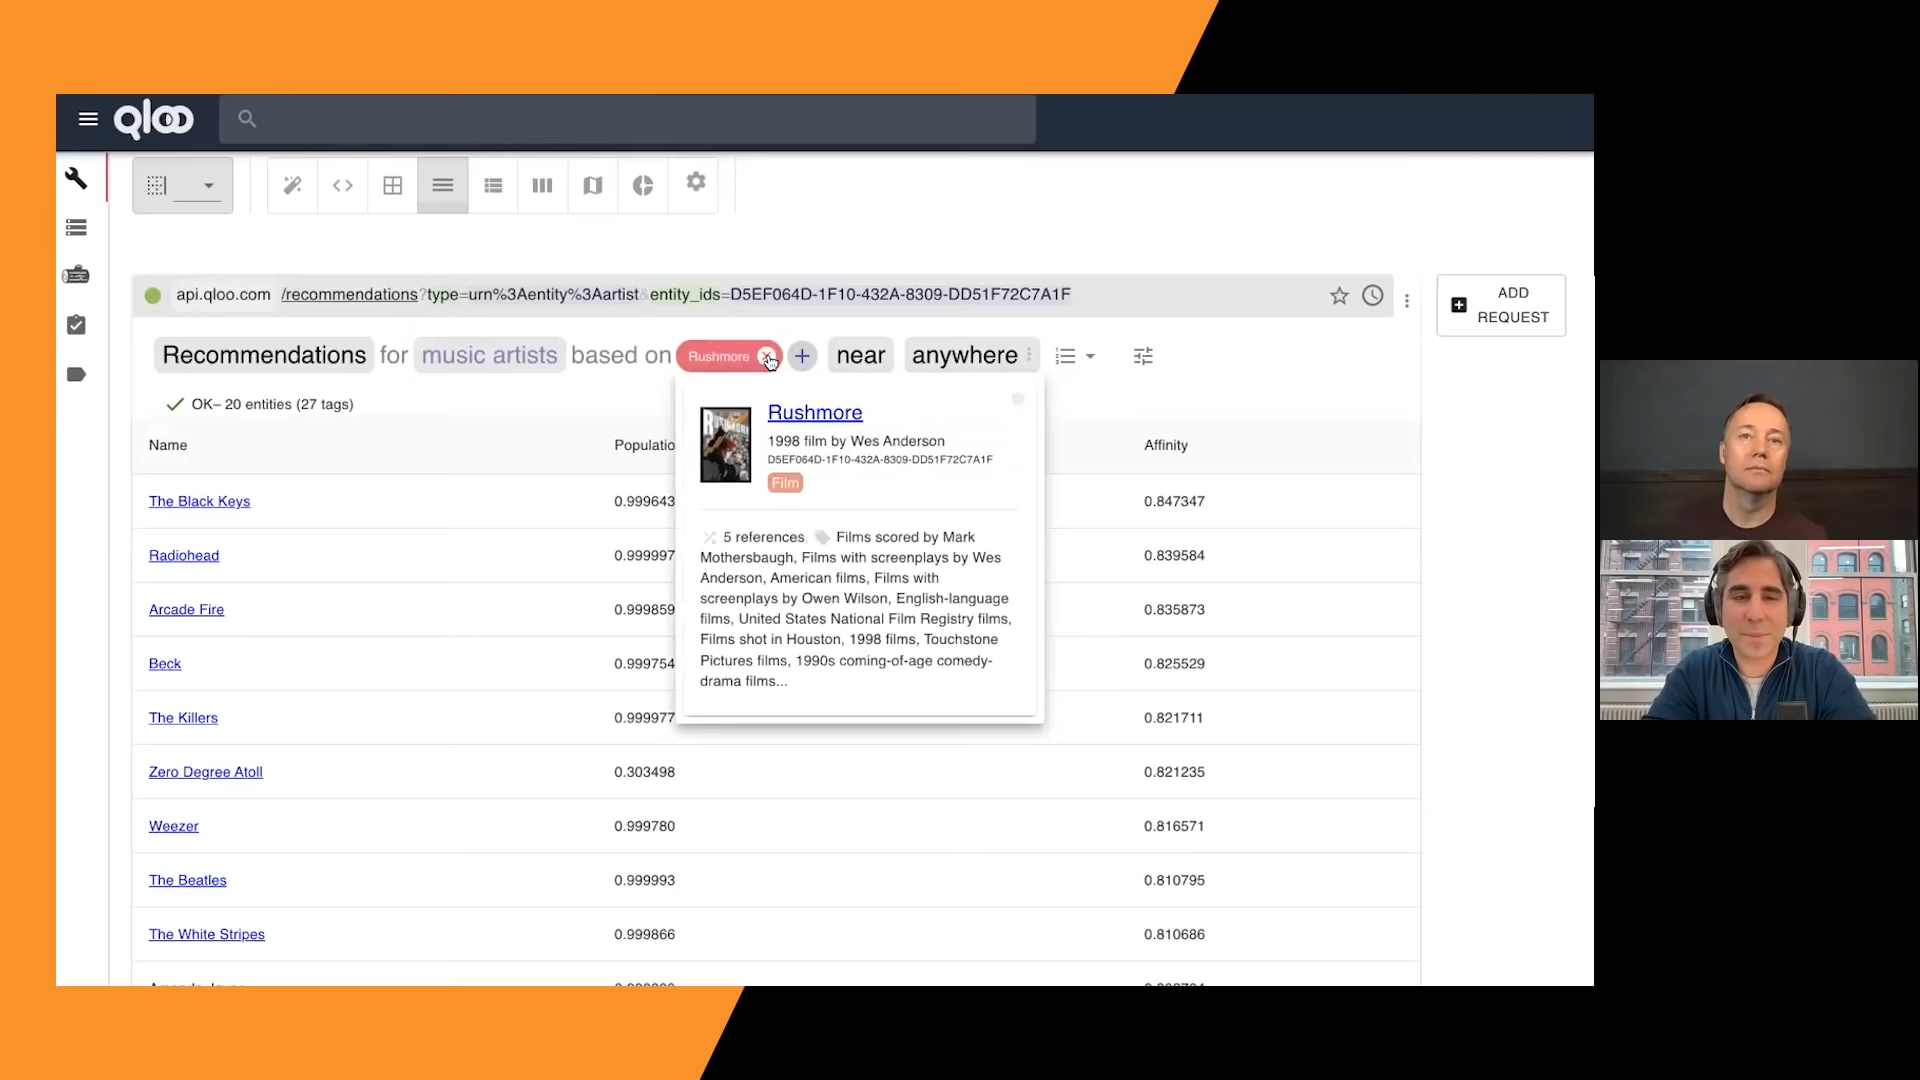 qloo
api.qloo.com /recommendations?type=urn%3Aentity%3Aartist&entity_ids=D5EF064D-1F10-432A-8309-DD51F72C7A1F
ADD
REQUEST
Recommendations for music artists based on Rushmore + near anywhere
OK– 20 entities (27 tags)
Name Populatio Affinity
Rushmore
1998 film by Wes Anderson
D5EF064D-1F10-432A-8309-DD51F72C7A1F
Film
5 references, Films scored by Mark
Mothersbaugh, Films with screenplays by Wes
Anderson, American films, Films with
screenplays by Owen Wilson, English-language
films, United States National Film Registry films,
Films shot in Houston, 1998 films, Touchstone
Pictures films, 1990s coming-of-age comedy-
drama films...
The Black Keys 0.999643 0.847347
Radiohead 0.999997 0.839584
Arcade Fire 0.999859 0.835873
Beck 0.999754 0.825529
The Killers 0.999977 0.821711
Zero Degree Atoll 0.303498 0.821235
Weezer 0.999780 0.816571
The Beatles 0.999993 0.810795
The White Stripes 0.999866 0.810686